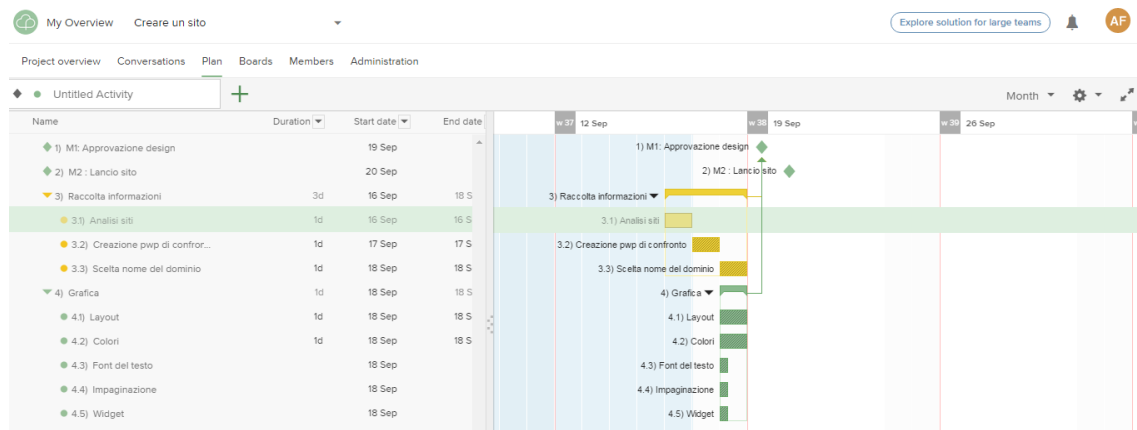 My Overview Creare un sito Explore solution for large teams AF
Project overview Conversations Plan Boards Members Administration
Untitled Activity Month
Name Duration Start date End date w 37 12 Sep w 38 19 Sep w 39 26 Sep
1) M1: Approvazione design 19 Sep 1) M1: Approvazione design
2) M2 : Lancio sito 20 Sep 2) M2 : Lancio sito
3) Raccolta informazioni 3d 16 Sep 18 S 3) Raccolta informazioni
3.1) Analisi siti 1d 16 Sep 16 S 3.1) Analisi siti
3.2) Creazione pwp di confror... 1d 17 Sep 17 S 3.2) Creazione pwp di confronto
3.3) Scelta nome del dominio 1d 18 Sep 18 S 3.3) Scelta nome del dominio
4) Grafica 1d 18 Sep 18 S 4) Grafica
4.1) Layout 1d 18 Sep 18 S 4.1) Layout
4.2) Colori 1d 18 Sep 18 S 4.2) Colori
4.3) Font del testo 18 Sep 4.3) Font del testo
4.4) Impaginazione 18 Sep 4.4) Impaginazione
4.5) Widget 18 Sep 4.5) Widget